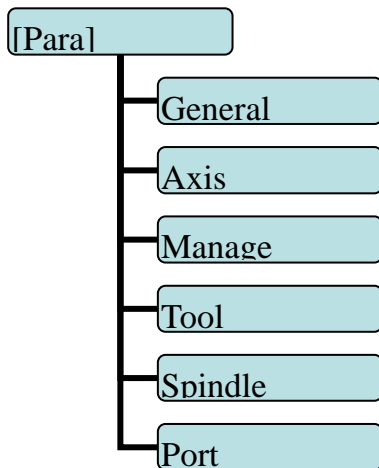 [Para]
General
Axis
Manage
Tool
Spindle
Port